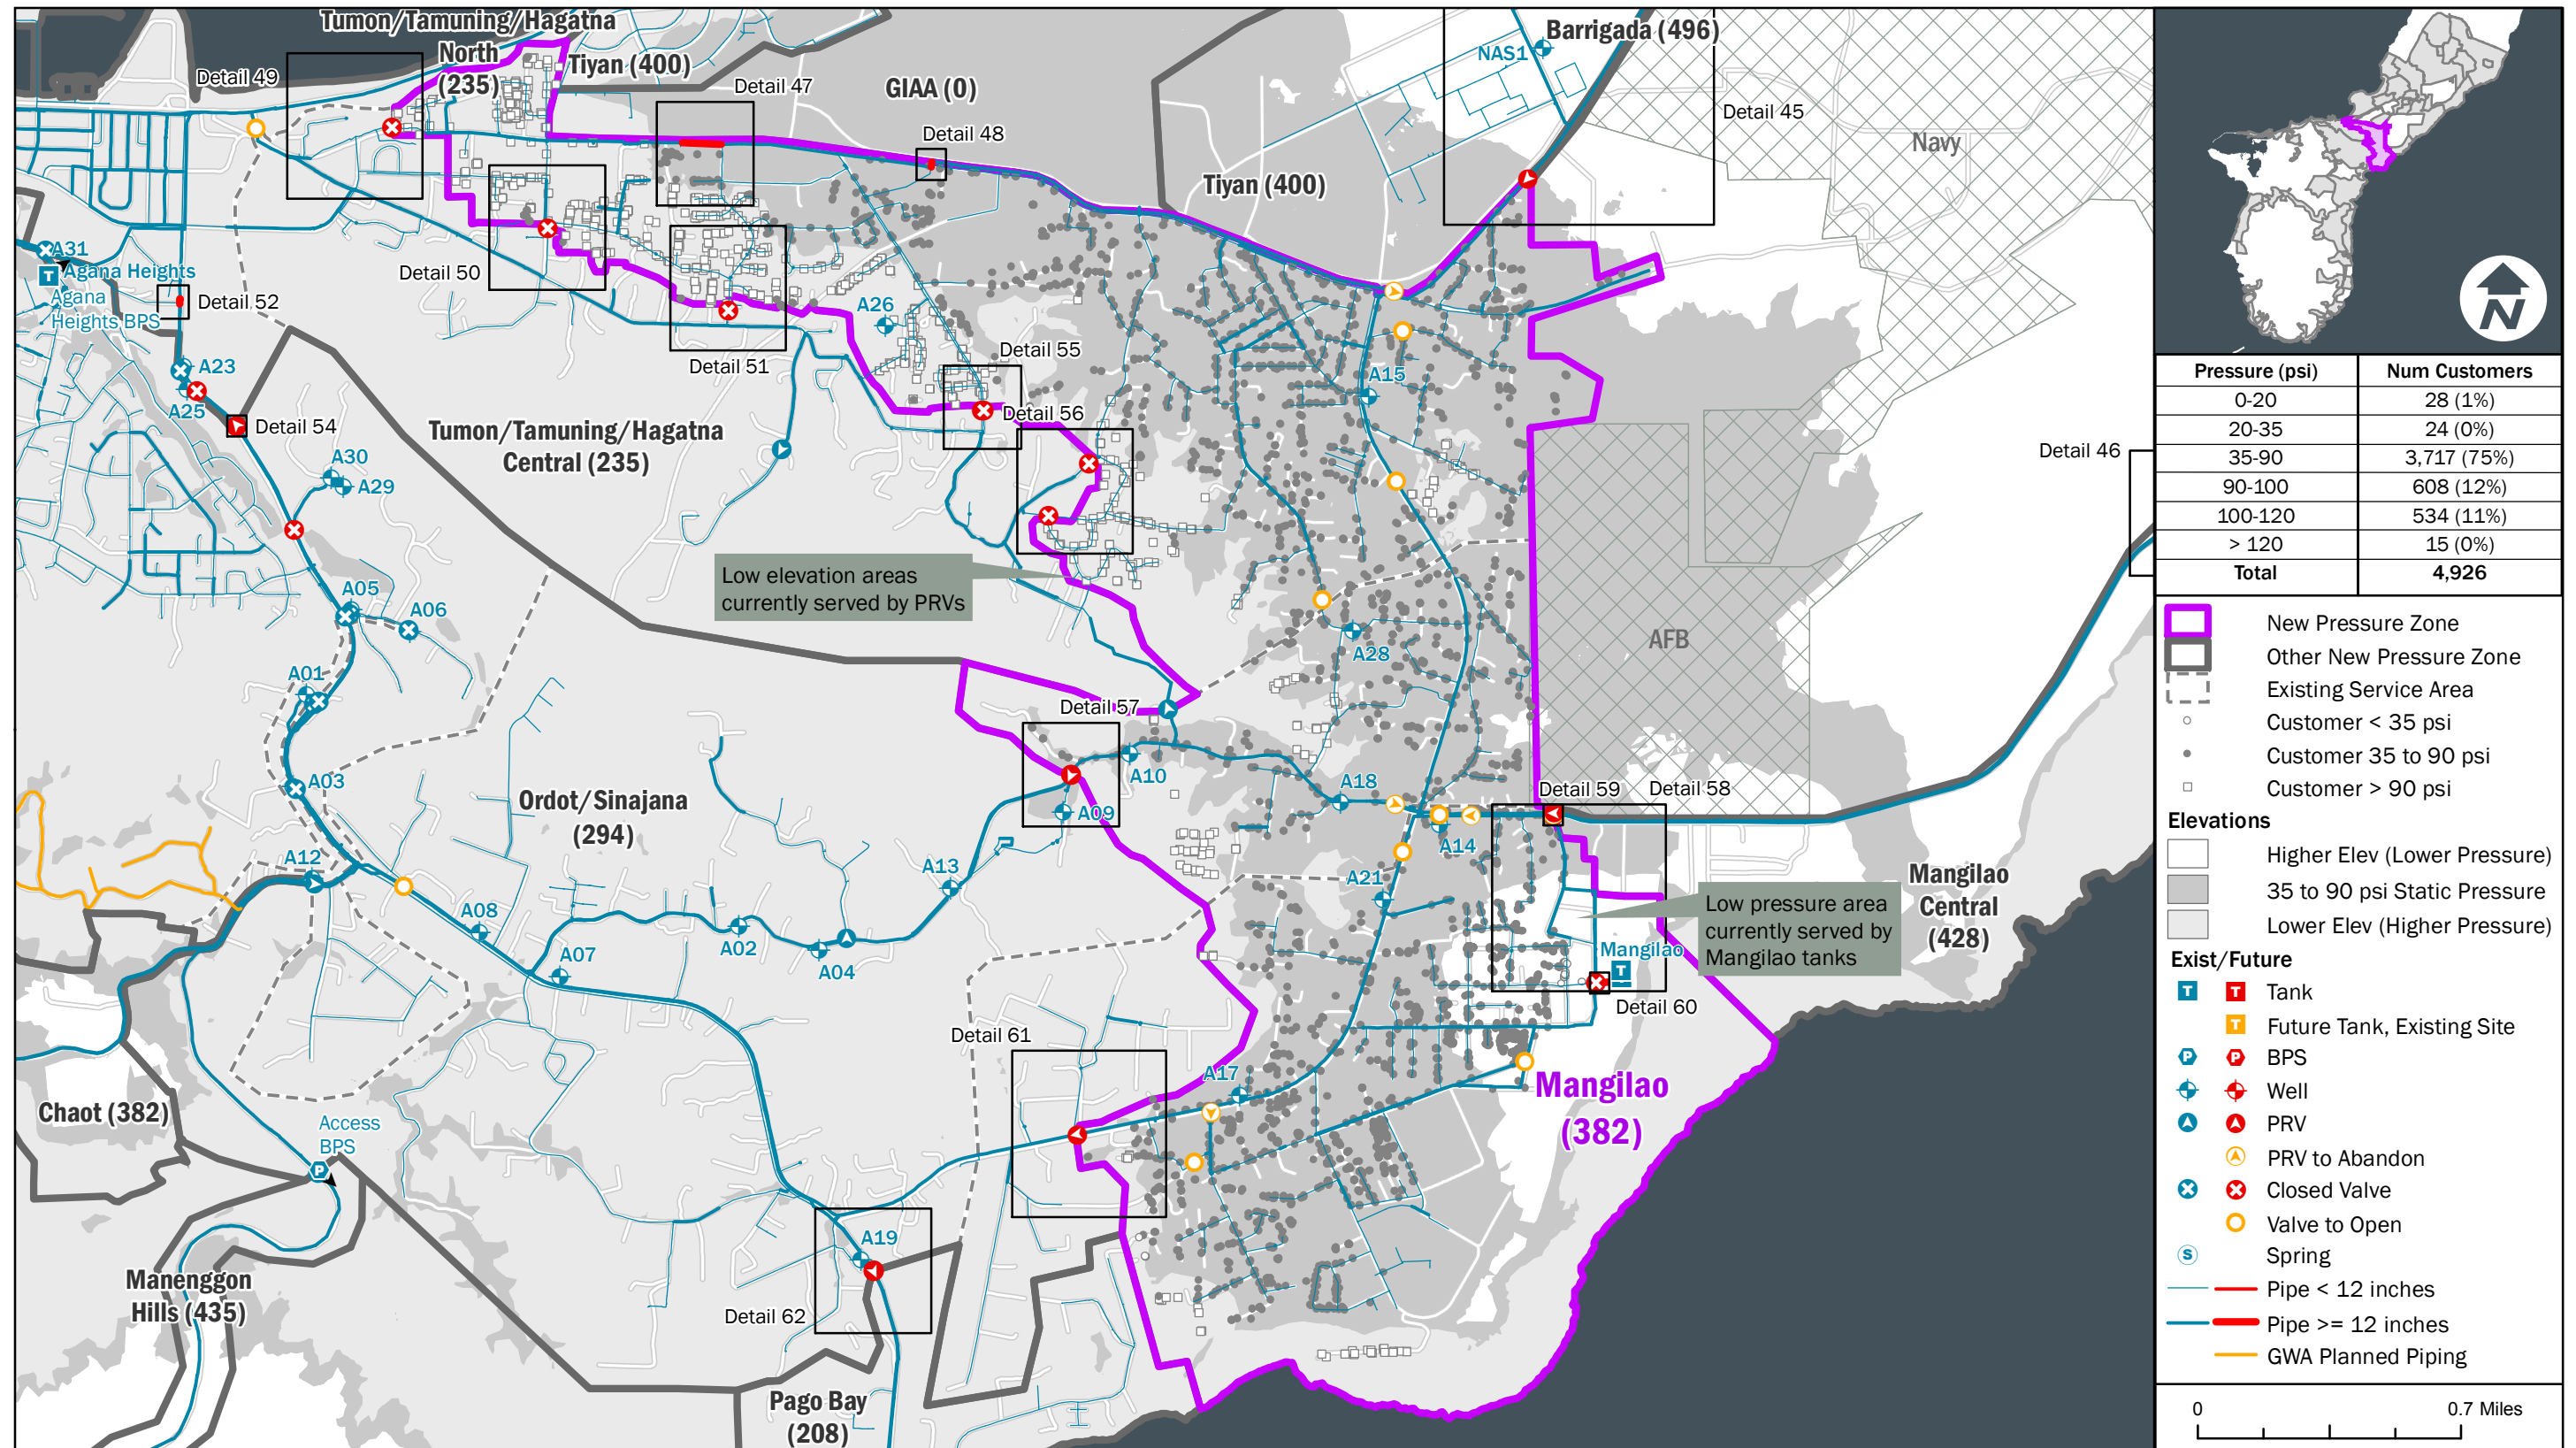 Tumon/Tamuning/Hagatna
North
(235)
Tiyan (400)
Detail 49
Detail 47
GIAA (0)
Detail 48
Barrigada (496)
NAS1
Detail 45
Navy
Tiyan (400)
A31
Agana Heights
Agana
Heights BPS
Detail 52
Detail 50
A26
Detail 51
Detail 55
A23
A25
Detail 54
A15
Detail 56
Tumon/Tamuning/Hagatna
Central (235)
A30
A29
Detail 46
Low elevation areas
currently served by PRVs
A05
A06
A28
AFB
A01
Detail 57
A10
A03
A18
A09
Detail 59
Detail 58
Ordot/Sinajana
(294)
A14
A12
A13
A21
Mangilao
Central
(428)
Low pressure area
currently served by
Mangilao tanks
A08
A02
A04
A07
Mangilao
Detail 60
Detail 61
A17
Mangilao
(382)
Chaot (382)
Access
BPS
A19
Manenggon
Hills (435)
Detail 62
Pago Bay
(208)
N
Pressure (psi) Num Customers
0-20 28 (1%)
20-35 24 (0%)
35-90 3,717 (75%)
90-100 608 (12%)
100-120 534 (11%)
> 120 15 (0%)
Total 4,926
New Pressure Zone
Other New Pressure Zone
Existing Service Area
Customer < 35 psi
Customer 35 to 90 psi
Customer > 90 psi
Elevations
Higher Elev (Lower Pressure)
35 to 90 psi Static Pressure
Lower Elev (Higher Pressure)
Exist/Future
T T Tank
T Future Tank, Existing Site
P P BPS
Well
PRV
PRV to Abandon
Closed Valve
Valve to Open
S Spring
Pipe < 12 inches
Pipe >= 12 inches
GWA Planned Piping
0 0.7 Miles